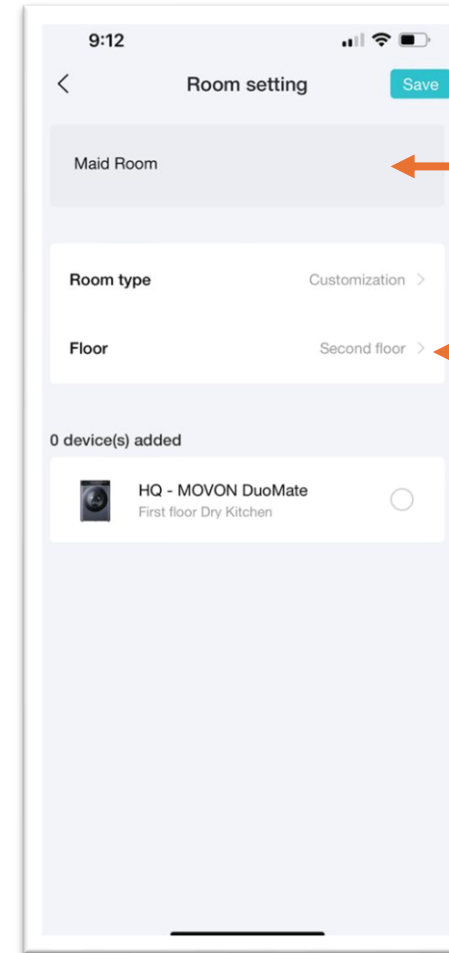 9:12
Room setting
Save
Maid Room
Room type Customization
Floor Second floor
0 device(s) added
HQ - MOVON DuoMate
First floor Dry Kitchen